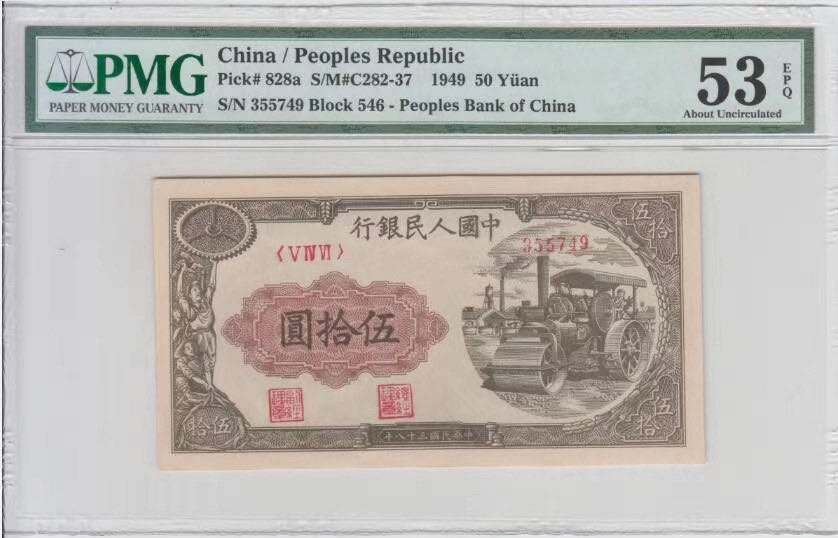 PMG
PAPER MONEY GUARANTY
China / Peoples Republic
Pick# 828a S/M#C282-37 1949 50 Yüan
S/N 355749 Block 546 - Peoples Bank of China
53
EPQ
About Uncirculated
行銀民人國中
〈ⅤⅣⅥ〉
355749
伍拾
圓拾伍
拾伍
伍拾
年八十三國民華中